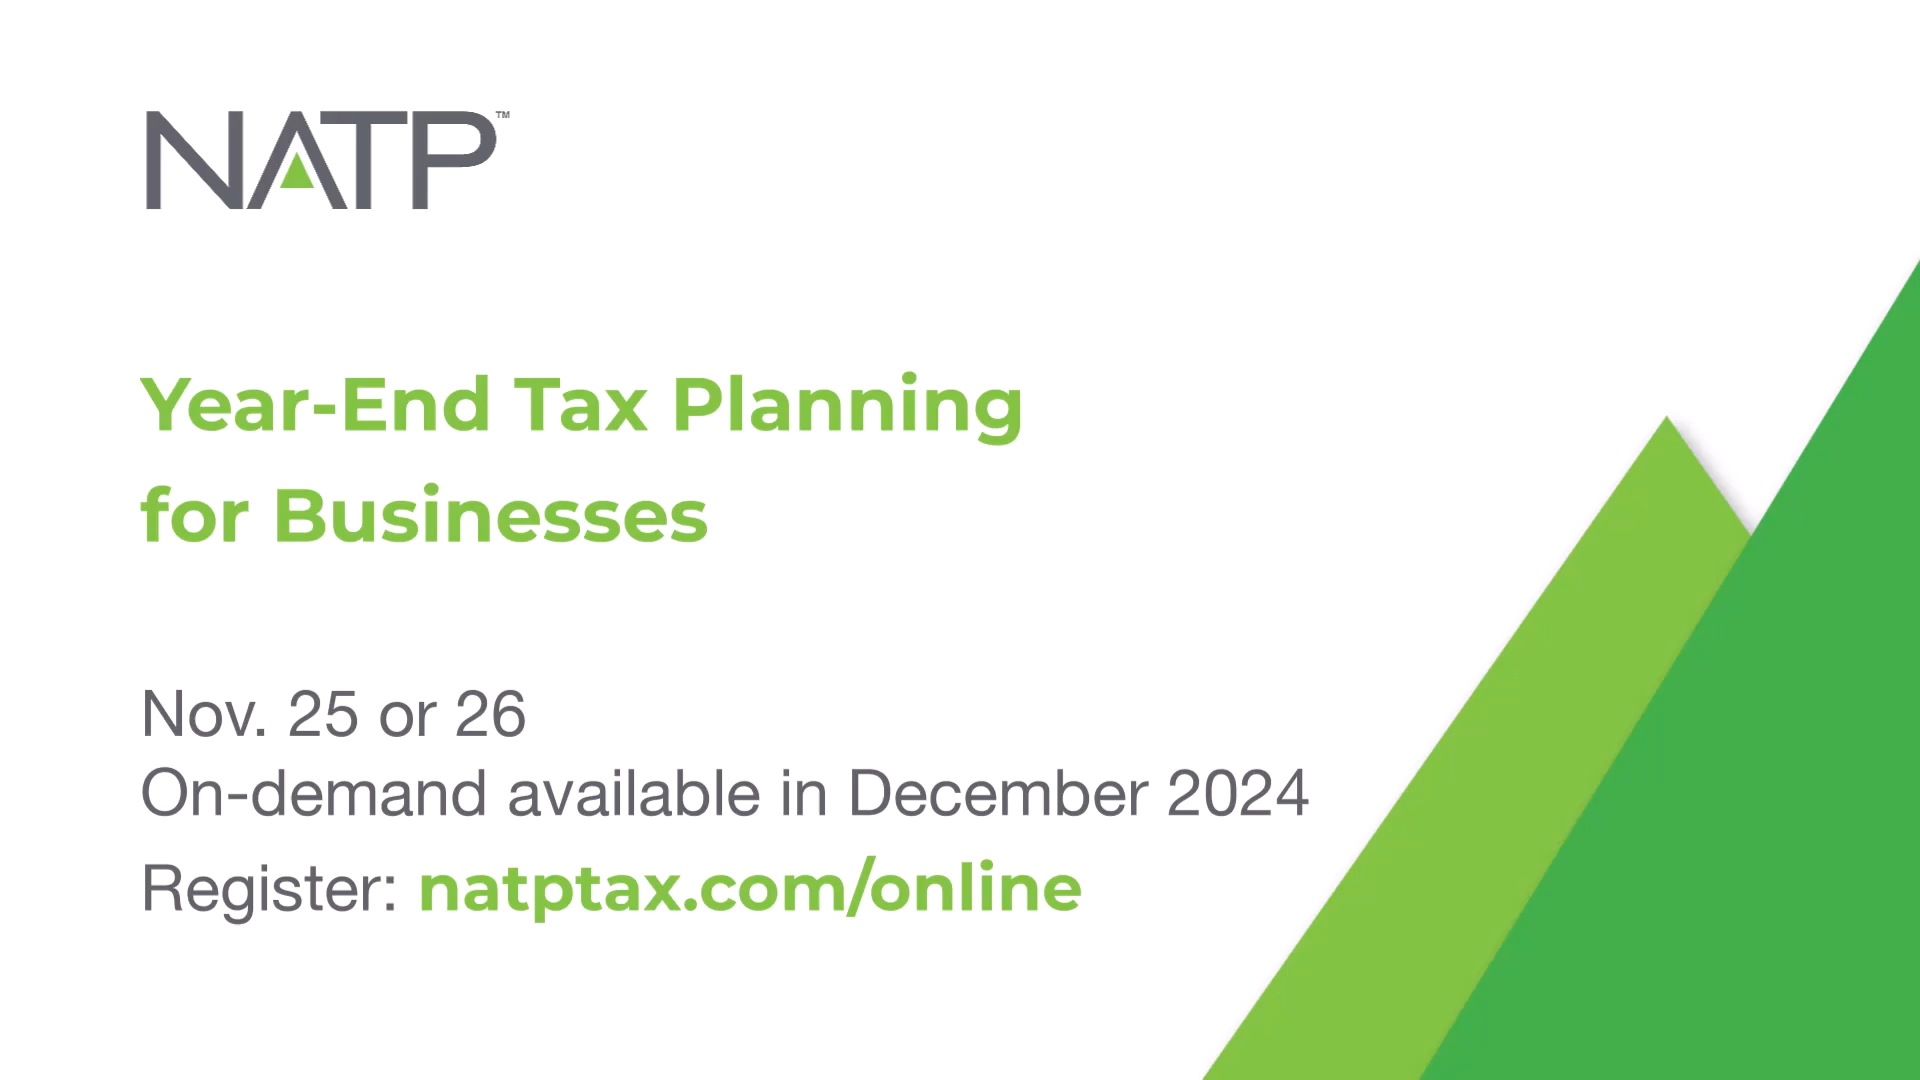 NATP™
Year-End Tax Planning
for Businesses
Nov. 25 or 26
On-demand available in December 2024
Register: natptax.com/online